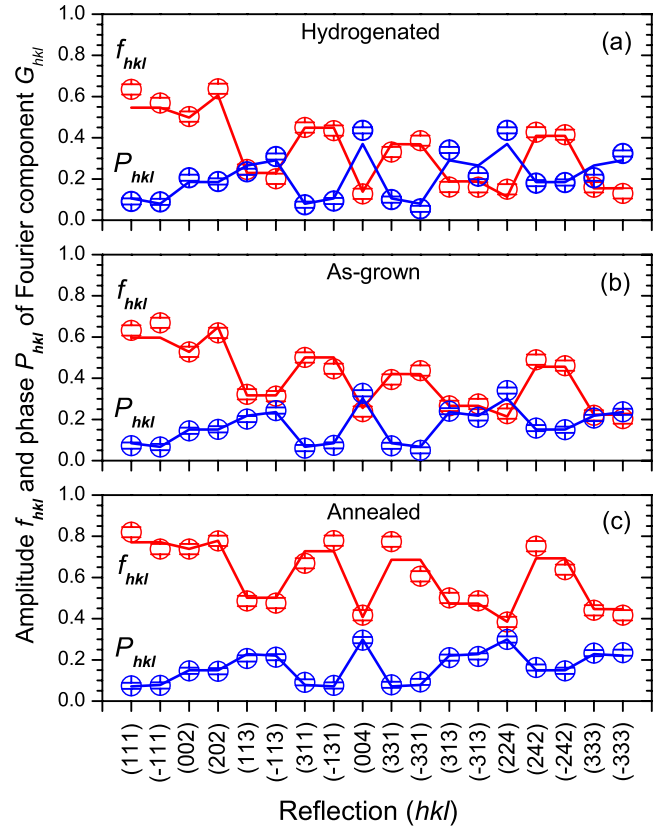 Amplitude f_hkl and phase P_hkl of Fourier component G_hkl
1.0
0.8
0.6
0.4
0.2
0.0
Hydrogenated
(a)
f_hkl
P_hkl
1.0
0.8
0.6
0.4
0.2
0.0
As-grown
(b)
f_hkl
P_hkl
1.0
0.8
0.6
0.4
0.2
0.0
Annealed
(c)
f_hkl
P_hkl
(111)
(-111)
(002)
(202)
(113)
(-113)
(311)
(-131)
(004)
(331)
(-331)
(313)
(-313)
(224)
(242)
(-242)
(333)
(-333)
Reflection (hkl)